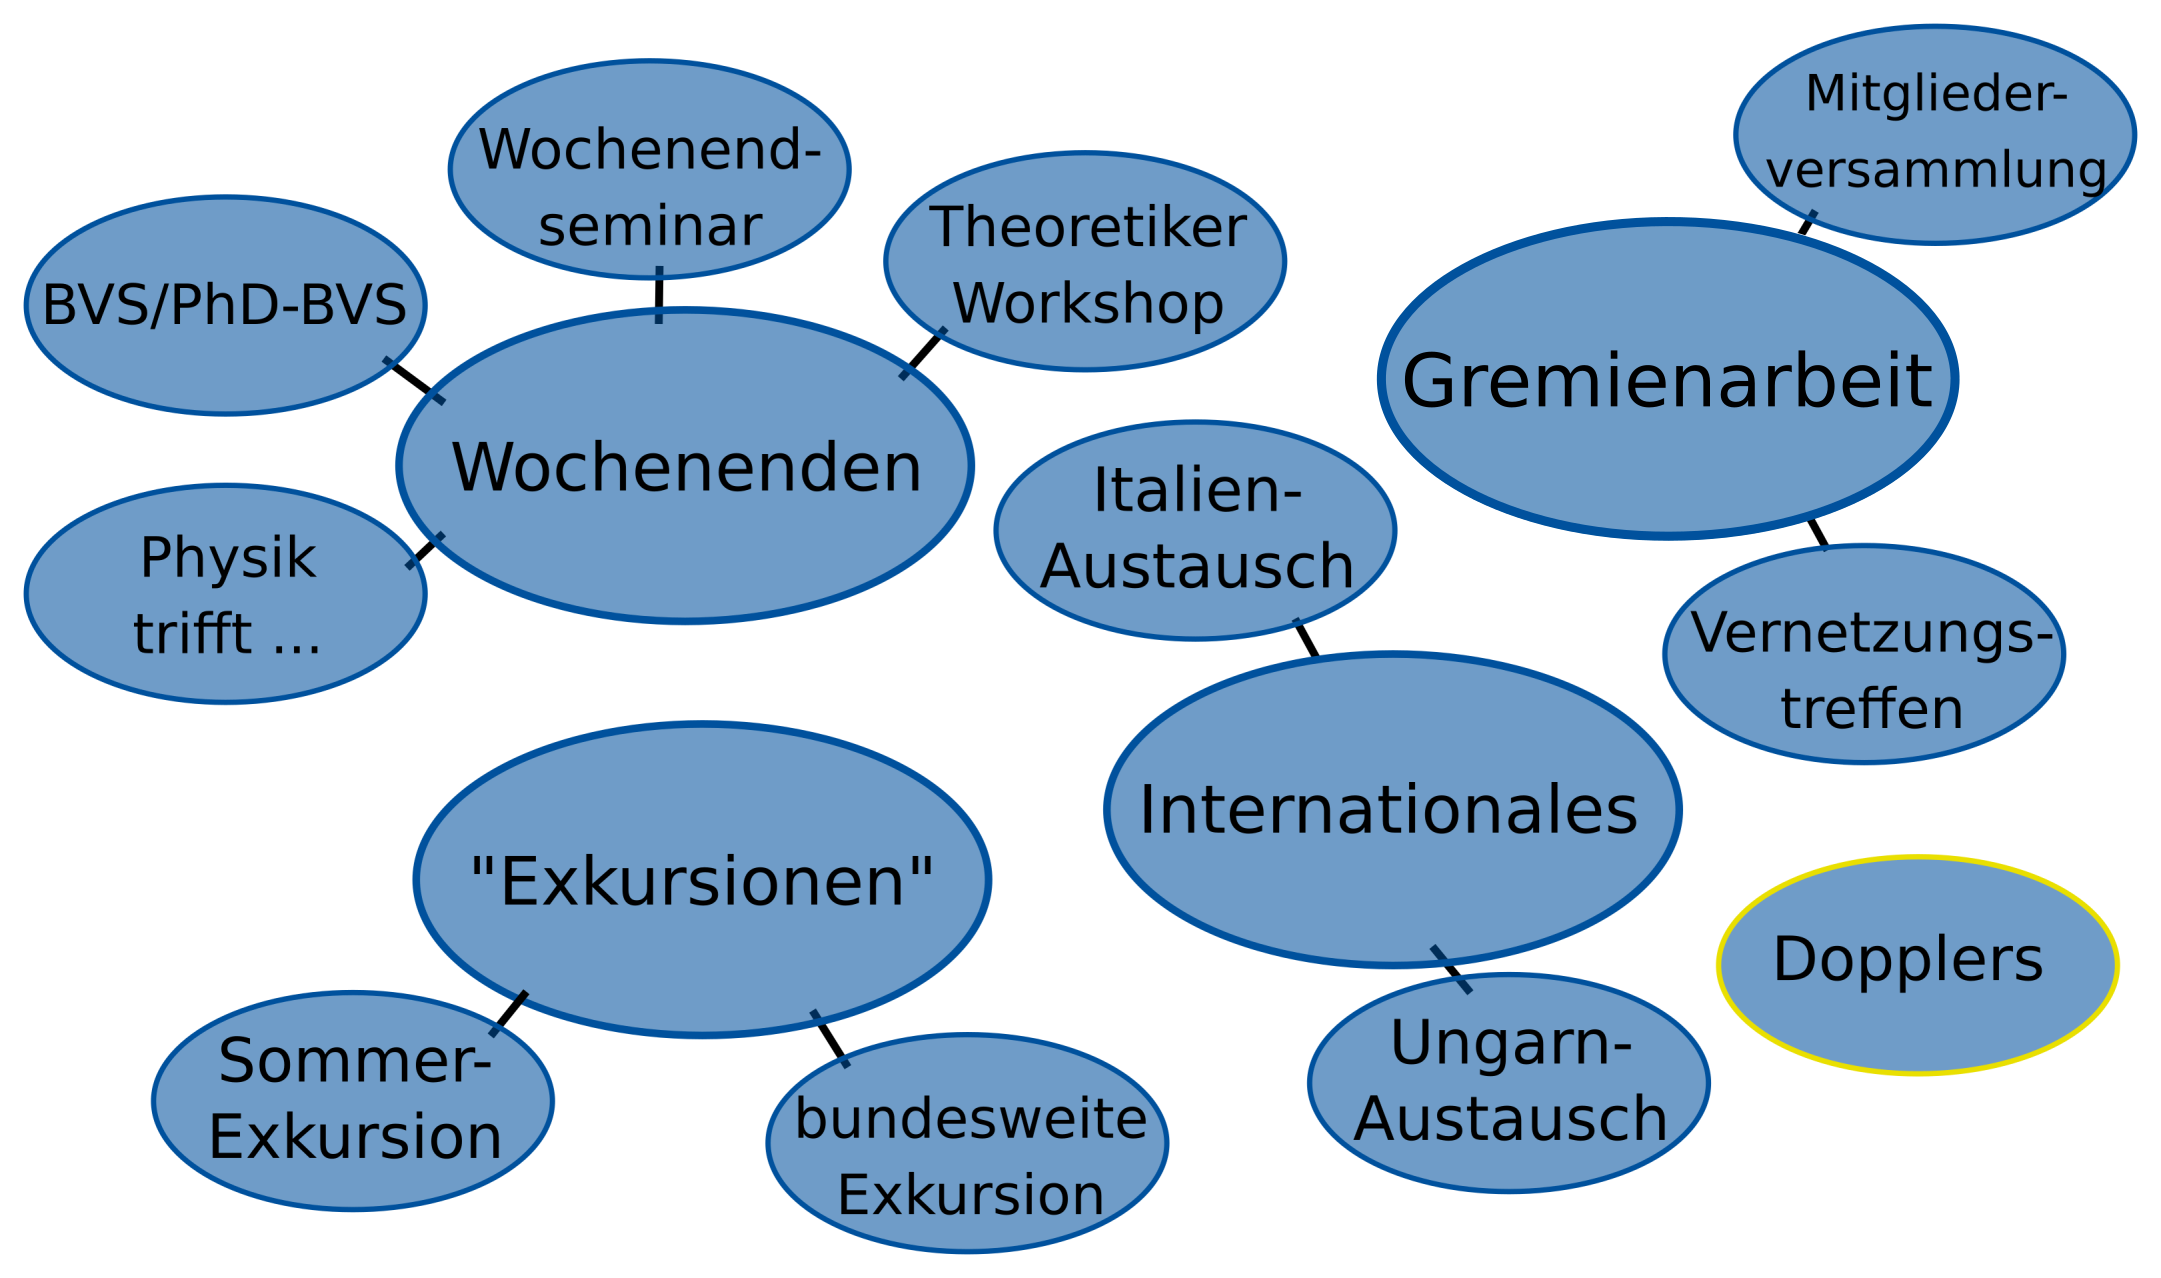 Mitglieder-
versammlung
Wochenend-
seminar
Theoretiker
Workshop
BVS/PhD-BVS
Gremienarbeit
Wochenenden
Italien-
Austausch
Physik
trifft ...
Vernetzungs-
treffen
Internationales
"Exkursionen"
Dopplers
Sommer-
Exkursion
Ungarn-
Austausch
bundesweite
Exkursion